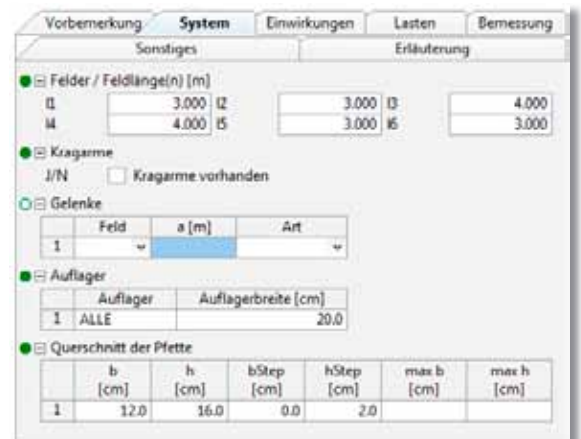 Vorbemerkung System Einwirkungen Lasten Bemessung
Sonstiges Erläuterung
Felder / Feldlänge(n) [m]
l1 3.000 l2 3.000 l3 4.000
l4 4.000 l5 3.000 l6 3.000
Kragarme
J/N Kragarme vorhanden
Gelenke
Feld a [m] Art
1
Auflager
Auflager Auflagerbreite [cm]
1 ALLE 20.0
Querschnitt der Pfette
b h bStep hStep max b max h
[cm] [cm] [cm] [cm] [cm] [cm]
1 12.0 16.0 0.0 2.0